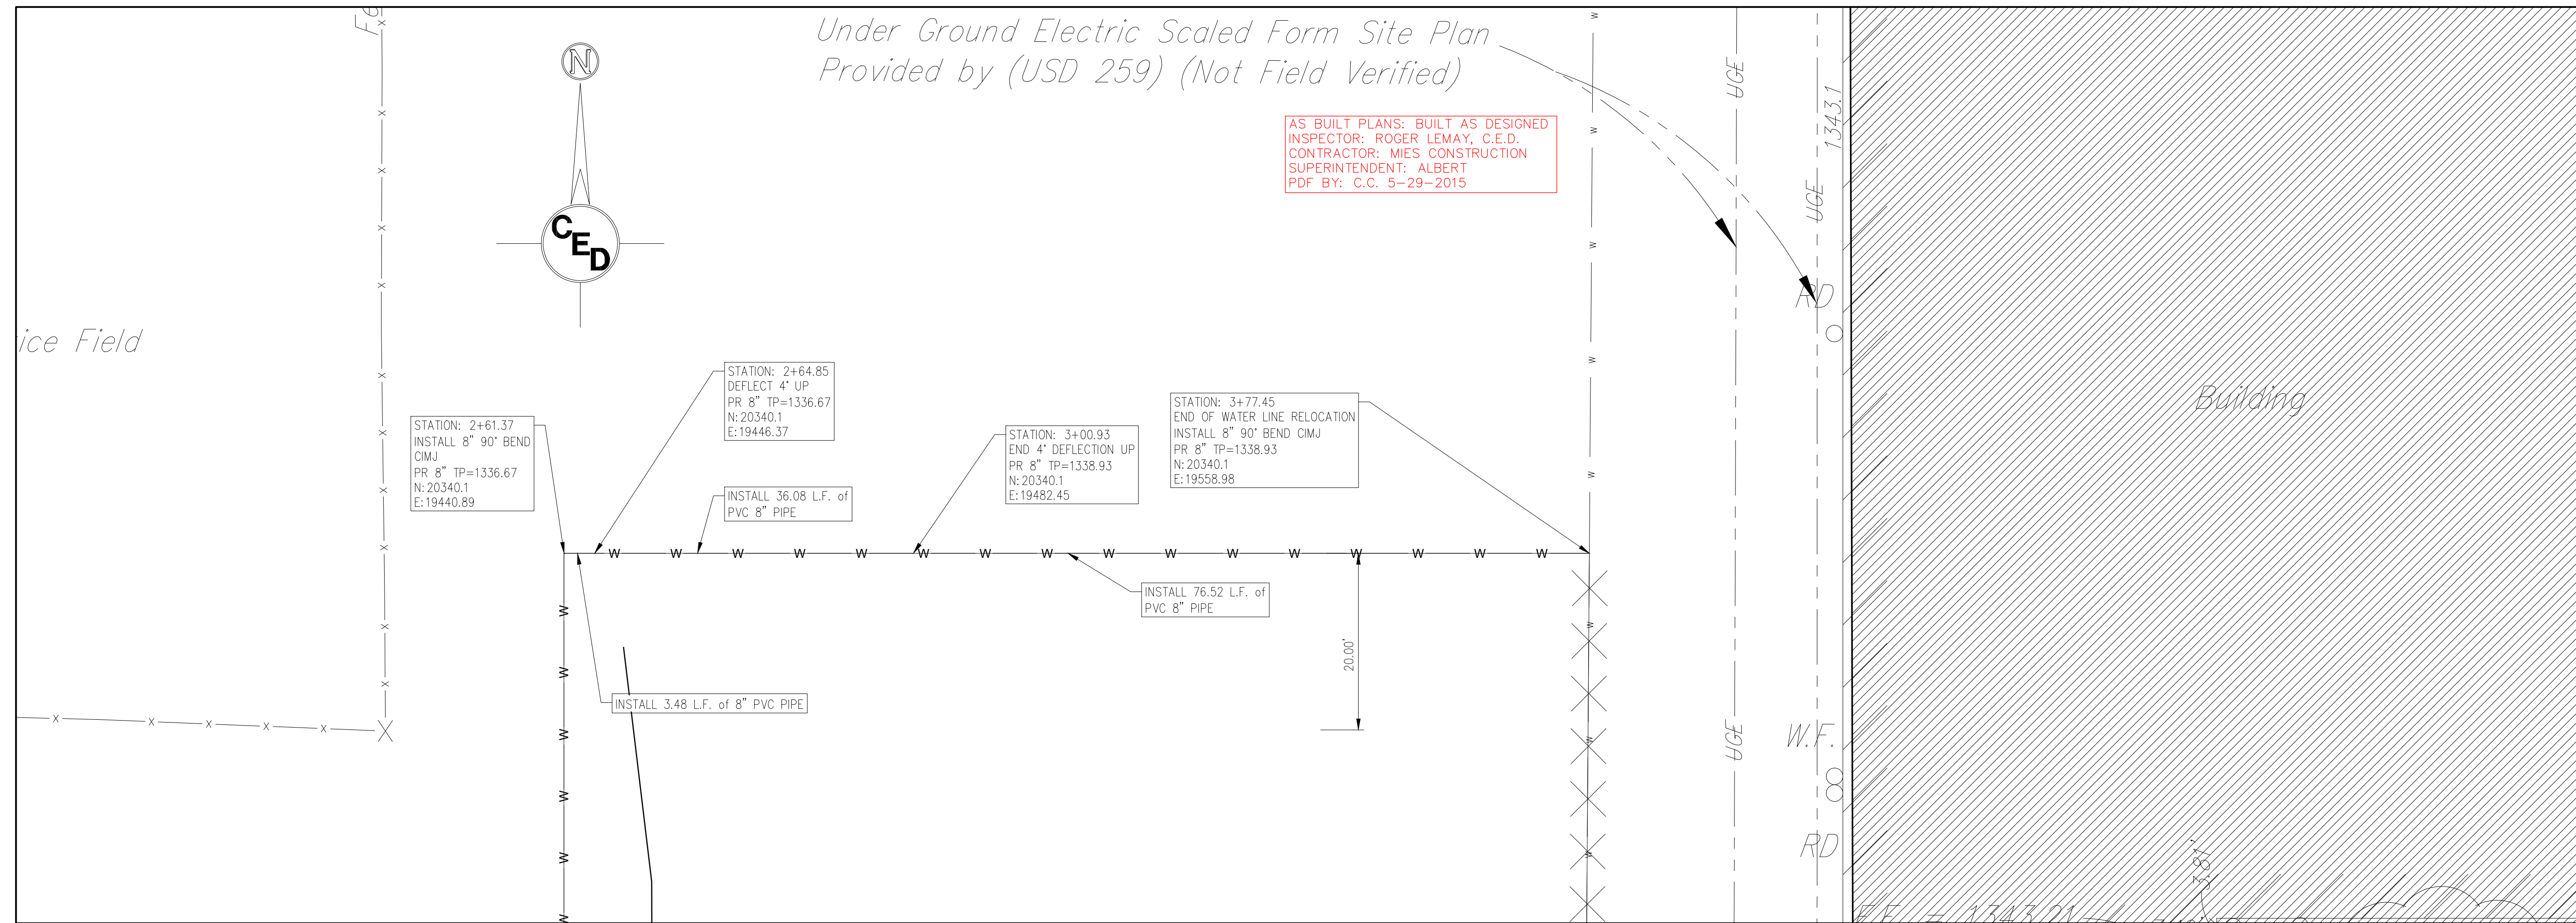 Under Ground Electric Scaled Form Site Plan
Provided by (USD 259) (Not Field Verified)
N
CED
AS BUILT PLANS: BUILT AS DESIGNED
INSPECTOR: ROGER LEMAY, C.E.D.
CONTRACTOR: MIES CONSTRUCTION
SUPERINTENDENT: ALBERT
PDF BY: C.C. 5-29-2015
UGE
1343.1
UGE
RD
ice Field
Building
STATION: 2+61.37
INSTALL 8" 90° BEND
CIMJ
PR 8" TP=1336.67
N:20340.1
E:19440.89
STATION: 2+64.85
DEFLECT 4° UP
PR 8" TP=1336.67
N:20340.1
E:19446.37
INSTALL 36.08 L.F. of
PVC 8" PIPE
STATION: 3+00.93
END 4° DEFLECTION UP
PR 8" TP=1338.93
N:20340.1
E:19482.45
STATION: 3+77.45
END OF WATER LINE RELOCATION
INSTALL 8" 90° BEND CIMJ
PR 8" TP=1338.93
N:20340.1
E:19558.98
W W W W W W W W W W W W W W W W
INSTALL 76.52 L.F. of
PVC 8" PIPE
20.00'
INSTALL 3.48 L.F. of 8" PVC PIPE
UGE
W.F.
RD
3.81'
F.F. = 1343.21